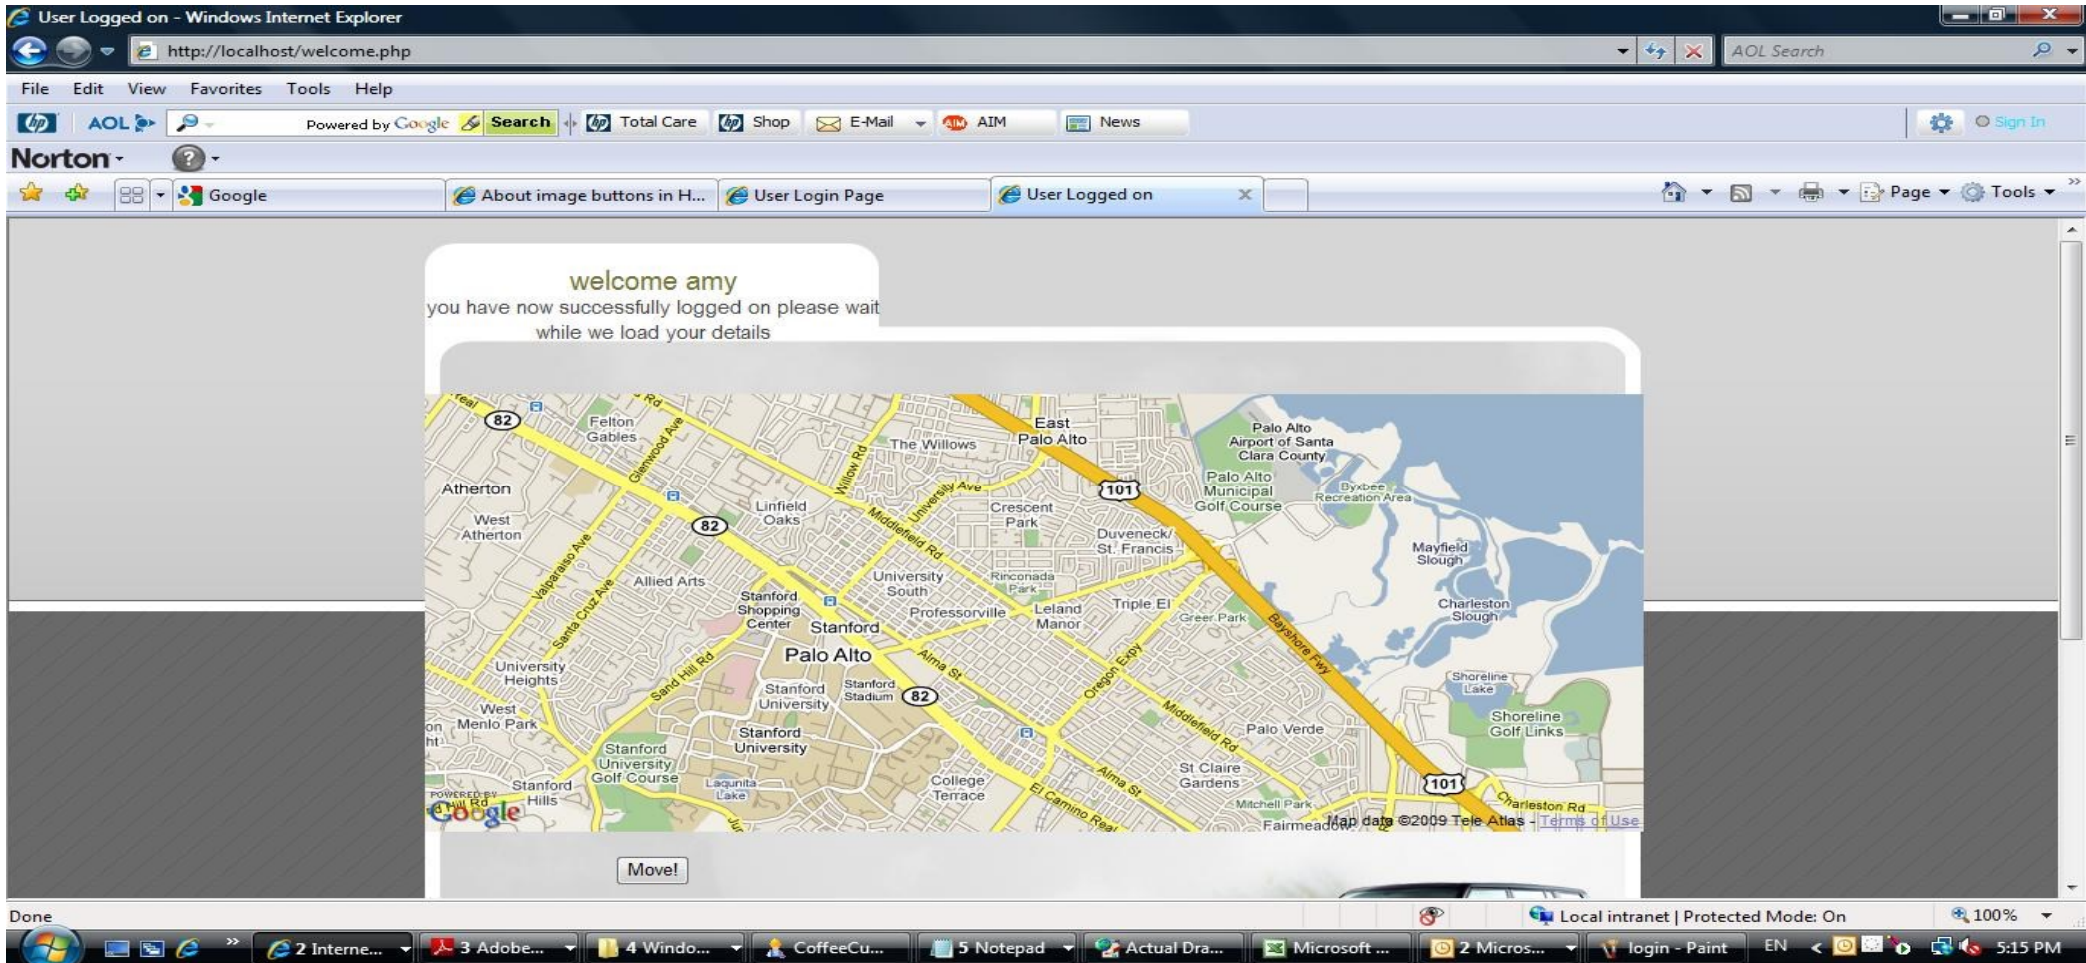 User Logged on - Windows Internet Explorer
http://localhost/welcome.php
AOL Search
File Edit View Favorites Tools Help
hp AOL Powered by Google Search hp Total Care hp Shop E-Mail AIM AIM News Sign In
Norton
Google About image buttons in H... User Login Page User Logged on Page Tools
welcome amy
you have now successfully logged on please wait
while we load your details
Real
Rd
82
Felton
Gables
Glenwood Ave
The Willows
East
Palo Alto
Palo Alto
Airport of Santa
Clara County
Willow Rd
Atherton
University Ave
101
Palo Alto
Municipal
Golf Course
Byxbee
Recreation Area
West
Atherton
82
Linfield
Oaks
Middlefield Rd
Crescent
Park
Duveneck/
St. Francis
Mayfield
Slough
Valparaiso Ave
Santa Cruz Ave
Allied Arts
University
South
Rinconada
Park
Stanford
Shopping
Center
Stanford
Professorville
Leland
Manor
Triple El
Greer Park
Charleston
Slough
Bayshore Fwy
Palo Alto
Alma St
Oregon Expy
University
Heights
Sand Hill Rd
Stanford
University
Stanford
Stadium
82
Shoreline
Lake
West
Menlo Park
Middlefield Rd
Palo Verde
Shoreline
Golf Links
Stanford
University
Stanford
University
Golf Course
Lagunita
Lake
College
Terrace
Alma St
St Claire
Gardens
101
Stanford
Hills
El Camino Real
Mitchell Park
Charleston Rd
POWERED BY
Google
Fairmeadow
Map data ©2009 Tele Atlas - Terms of Use
Move!
Done Local intranet | Protected Mode: On 100%
2 Interne... 3 Adobe... 4 Windo... CoffeeCu... 5 Notepad Actual Dra... Microsoft ... 2 Micros... login - Paint EN 5:15 PM